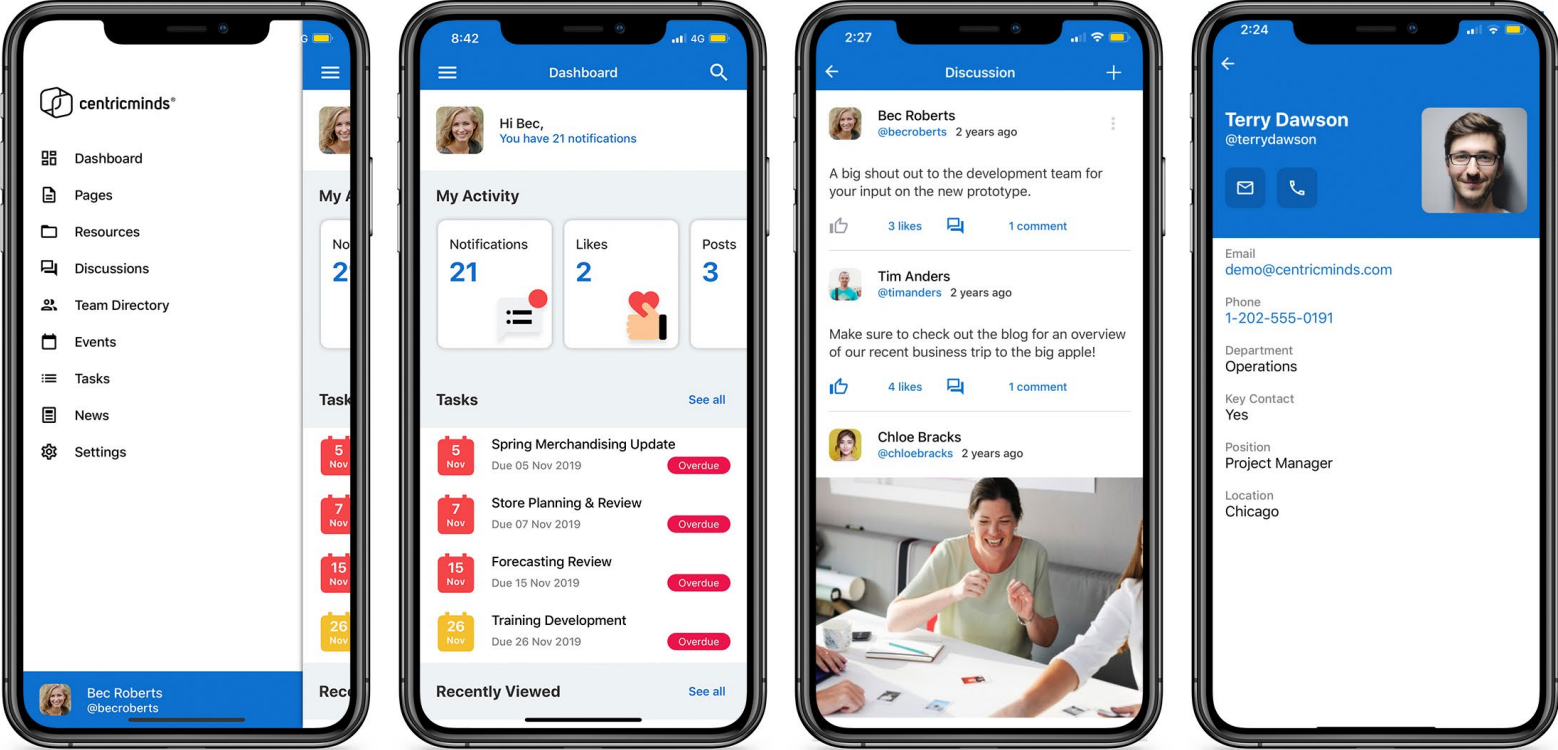 G
centricminds®
Dashboard
Pages
Resources
Discussions
Team Directory
Events
Tasks
News
Settings
Bec Roberts
@becroberts
My A
No
2
Task
5
Nov
7
Nov
15
Nov
26
Nov
Rec
8:42
4G
Dashboard
Hi Bec,
You have 21 notifications
My Activity
Notifications
21
Likes
2
Posts
3
Tasks
See all
5
Nov
Spring Merchandising Update
Due 05 Nov 2019
Overdue
7
Nov
Store Planning & Review
Due 07 Nov 2019
Overdue
15
Nov
Forecasting Review
Due 15 Nov 2019
Overdue
26
Nov
Training Development
Due 26 Nov 2019
Overdue
Recently Viewed
See all
2:27
Discussion
Bec Roberts
@becroberts 2 years ago
A big shout out to the development team for
your input on the new prototype.
3 likes 1 comment
Tim Anders
@timanders 2 years ago
Make sure to check out the blog for an overview
of our recent business trip to the big apple!
4 likes 1 comment
Chloe Bracks
@chloebracks 2 years ago
2:24
Terry Dawson
@terrydawson
Email
demo@centricminds.com
Phone
1-202-555-0191
Department
Operations
Key Contact
Yes
Position
Project Manager
Location
Chicago